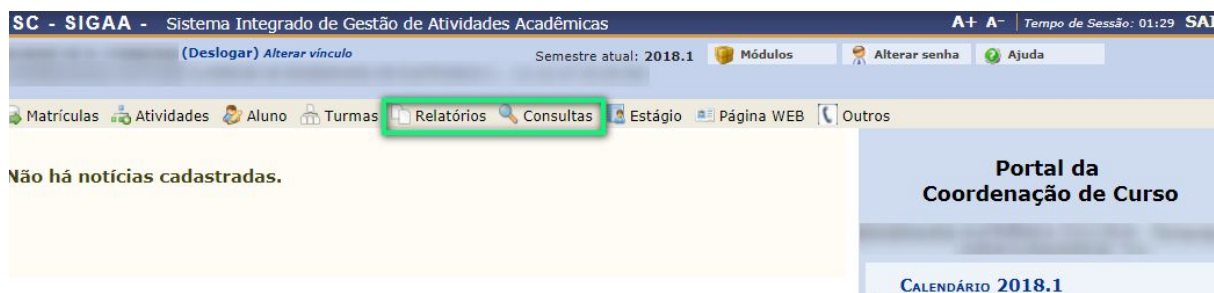 SC - SIGAA - Sistema Integrado de Gestão de Atividades Acadêmicas A+ A- Tempo de Sessão: 01:29
(Deslogar) Alterar vínculo Semestre atual: 2018.1 Módulos Alterar senha Ajuda
Matrículas Atividades Aluno Turmas Relatórios Consultas Estágio Página WEB Outros
Não há notícias cadastradas.
Portal da
Coordenação de Curso
CALENDÁRIO 2018.1